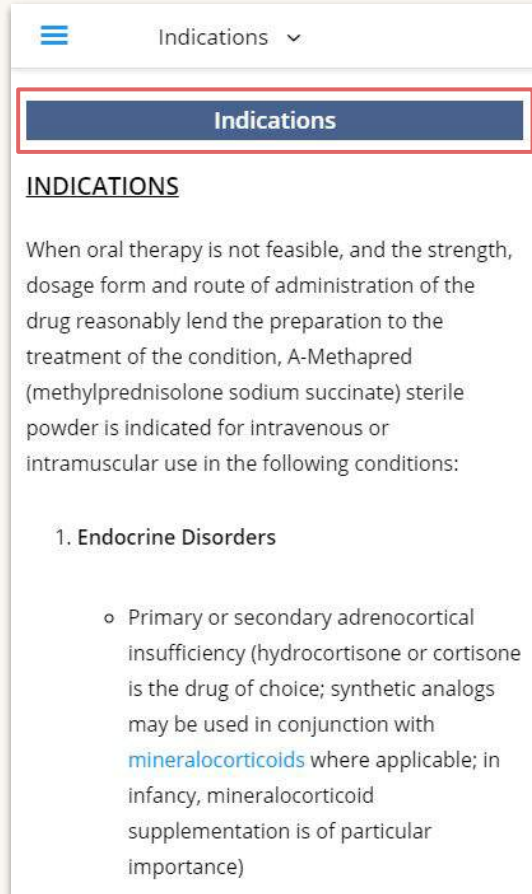 Indications
Indications
INDICATIONS
When oral therapy is not feasible, and the strength,
dosage form and route of administration of the
drug reasonably lend the preparation to the
treatment of the condition, A-Methapred
(methylprednisolone sodium succinate) sterile
powder is indicated for intravenous or
intramuscular use in the following conditions:
1. Endocrine Disorders
Primary or secondary adrenocortical
insufficiency (hydrocortisone or cortisone
is the drug of choice; synthetic analogs
may be used in conjunction with
mineralocorticoids where applicable; in
infancy, mineralocorticoid
supplementation is of particular
importance)